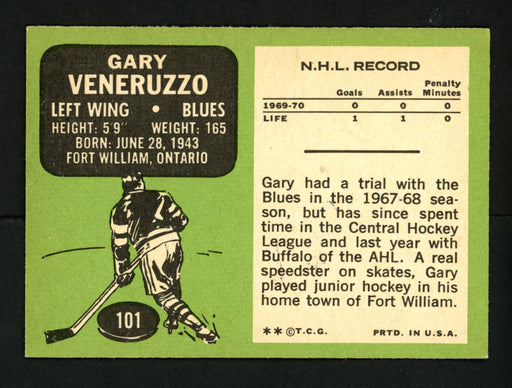 GARY
VENERUZZO
LEFT WING • BLUES
HEIGHT: 5'9" WEIGHT: 165
BORN: JUNE 28, 1943
FORT WILLIAM, ONTARIO
101
N.H.L. RECORD
Goals Assists Penalty Minutes
1969-70 0 0 0
LIFE 1 1 0
Gary had a trial with the
Blues in the 1967-68 sea-
son, but has since spent
time in the Central Hockey
League and last year with
Buffalo of the AHL. A real
speedster on skates, Gary
played junior hockey in his
home town of Fort William.
** ©T.C.G. PRTD. IN U.S.A.